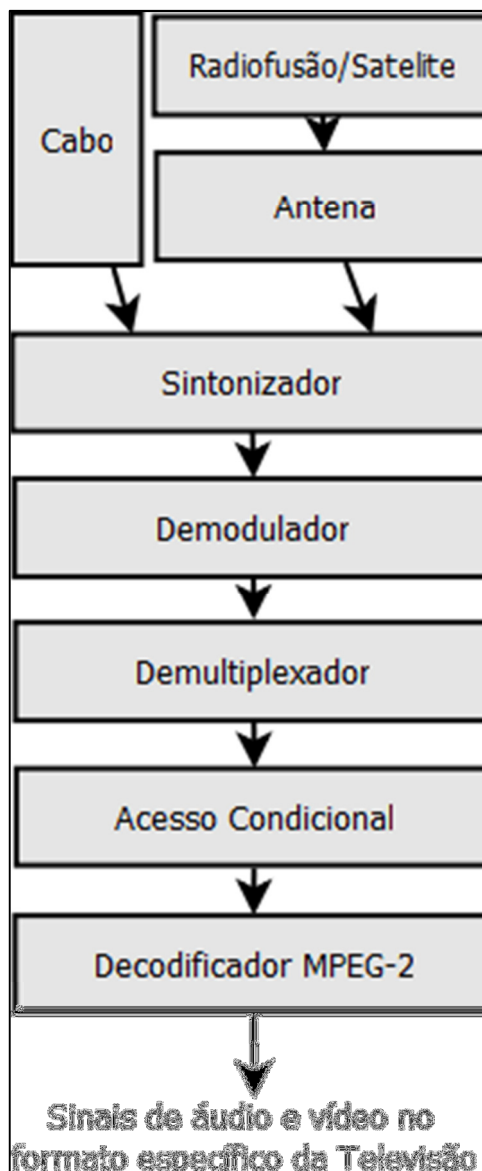 Cabo
Radiofusão/Satelite
Antena
Sintonizador
Demodulador
Demultiplexador
Acesso Condicional
Decodificador MPEG-2
Sinais de áudio e vídeo no
formato específico da Televisão